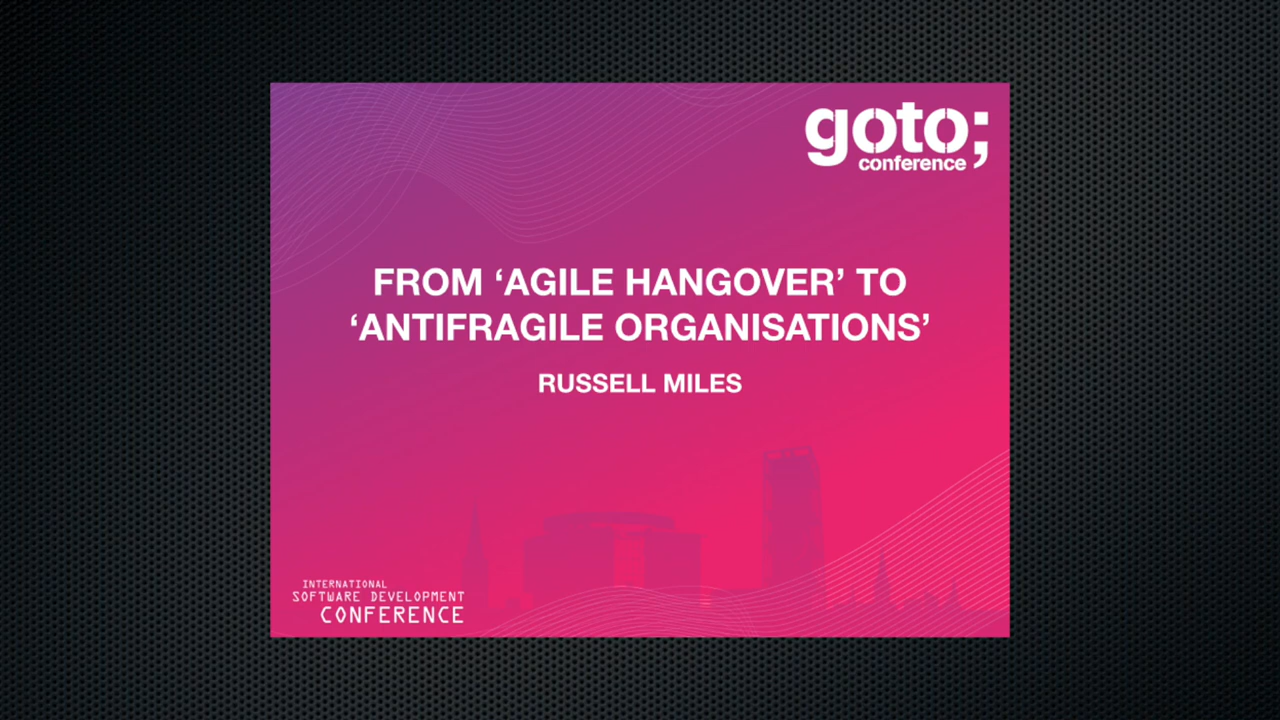 goto;
conference
FROM ‘AGILE HANGOVER’ TO
‘ANTIFRAGILE ORGANISATIONS’
RUSSELL MILES
INTERNATIONAL
SOFTWARE DEVELOPMENT
CONFERENCE